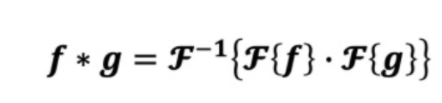 𝒇 ∗ 𝒈 = 𝓕⁻¹{𝓕{𝒇} · 𝓕{𝒈}}